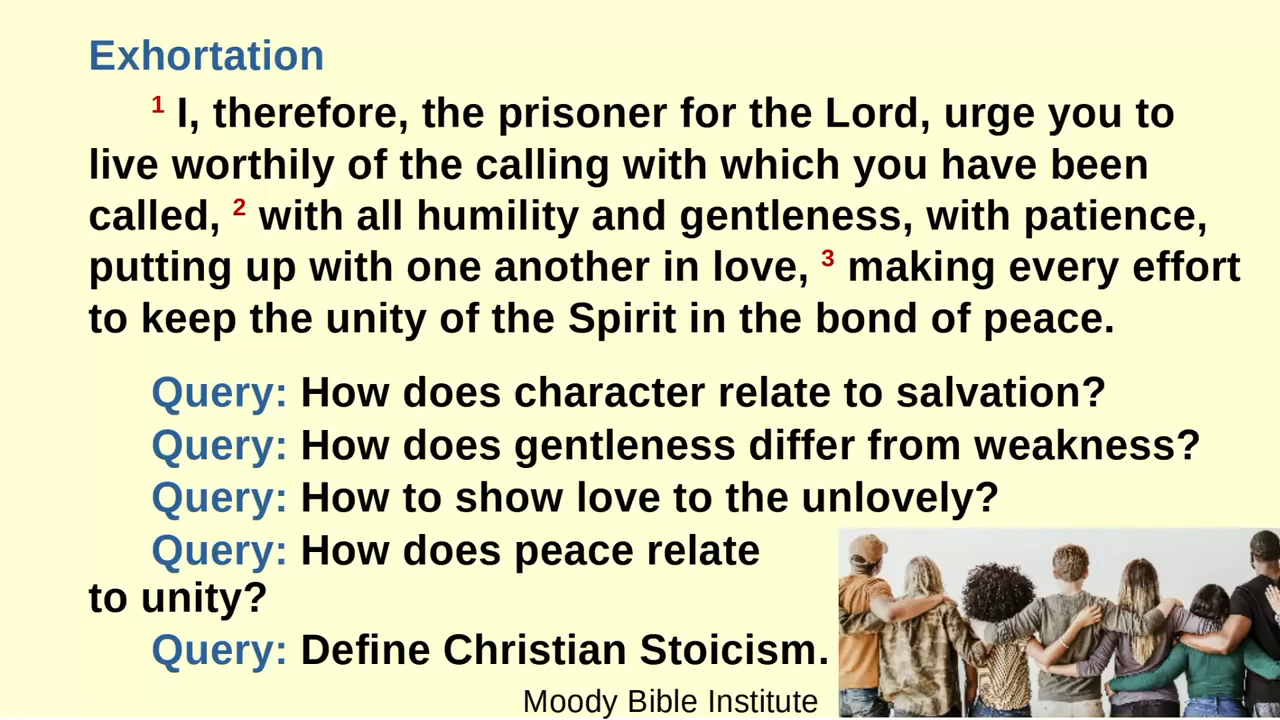 Exhortation
1 I, therefore, the prisoner for the Lord, urge you to
live worthily of the calling with which you have been
called, 2 with all humility and gentleness, with patience,
putting up with one another in love, 3 making every effort
to keep the unity of the Spirit in the bond of peace.
Query: How does character relate to salvation?
Query: How does gentleness differ from weakness?
Query: How to show love to the unlovely?
Query: How does peace relate
to unity?
Query: Define Christian Stoicism.
Moody Bible Institute